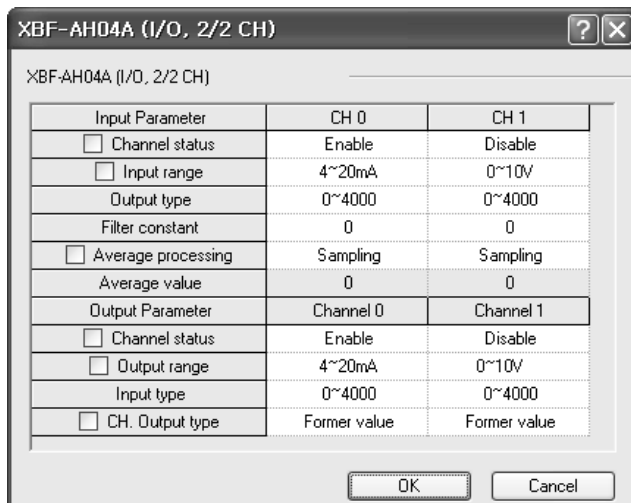 XBF-AH04A (I/O, 2/2 CH)
XBF-AH04A (I/O, 2/2 CH)
Input Parameter CH 0 CH 1
Channel status Enable Disable
Input range 4~20mA 0~10V
Output type 0~4000 0~4000
Filter constant 0 0
Average processing Sampling Sampling
Average value 0 0
Output Parameter Channel 0 Channel 1
Channel status Enable Disable
Output range 4~20mA 0~10V
Input type 0~4000 0~4000
CH. Output type Former value Former value
OK Cancel